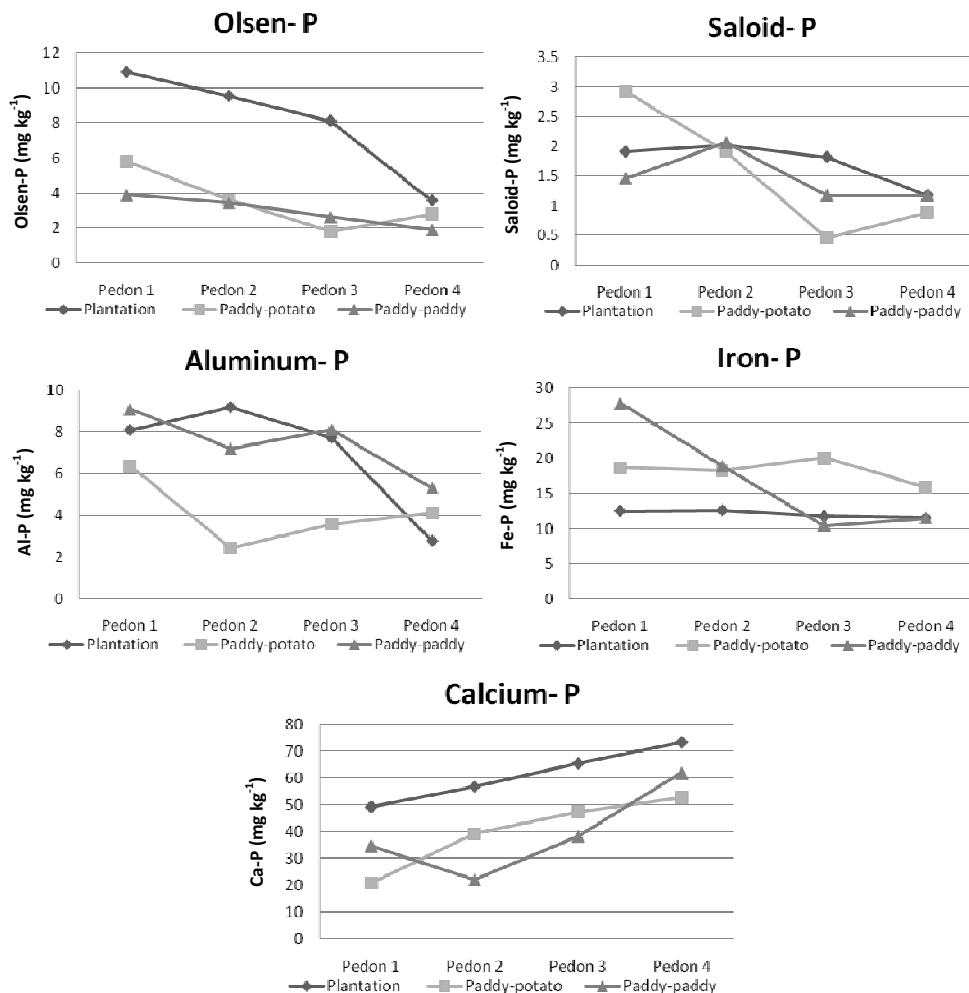 Olsen- P
Olsen-P (mg kg-1)
12
10
8
6
4
2
0
Pedon 1 Pedon 2 Pedon 3 Pedon 4
Plantation Paddy-potato Paddy-paddy
Saloid- P
Saloid-P (mg kg-1)
3.5
3
2.5
2
1.5
1
0.5
0
Pedon 1 Pedon 2 Pedon 3 Pedon 4
Plantation Paddy-potato Paddy-paddy
Aluminum- P
Al-P (mg kg-1)
10
8
6
4
2
0
Pedon 1 Pedon 2 Pedon 3 Pedon 4
Plantation Paddy-potato Paddy-paddy
Iron- P
Fe-P (mg kg-1)
30
25
20
15
10
5
0
Pedon 1 Pedon 2 Pedon 3 Pedon 4
Plantation Paddy-potato Paddy-paddy
Calcium- P
Ca-P (mg kg-1)
80
70
60
50
40
30
20
10
0
Pedon 1 Pedon 2 Pedon 3 Pedon 4
Plantation Paddy-potato Paddy-paddy